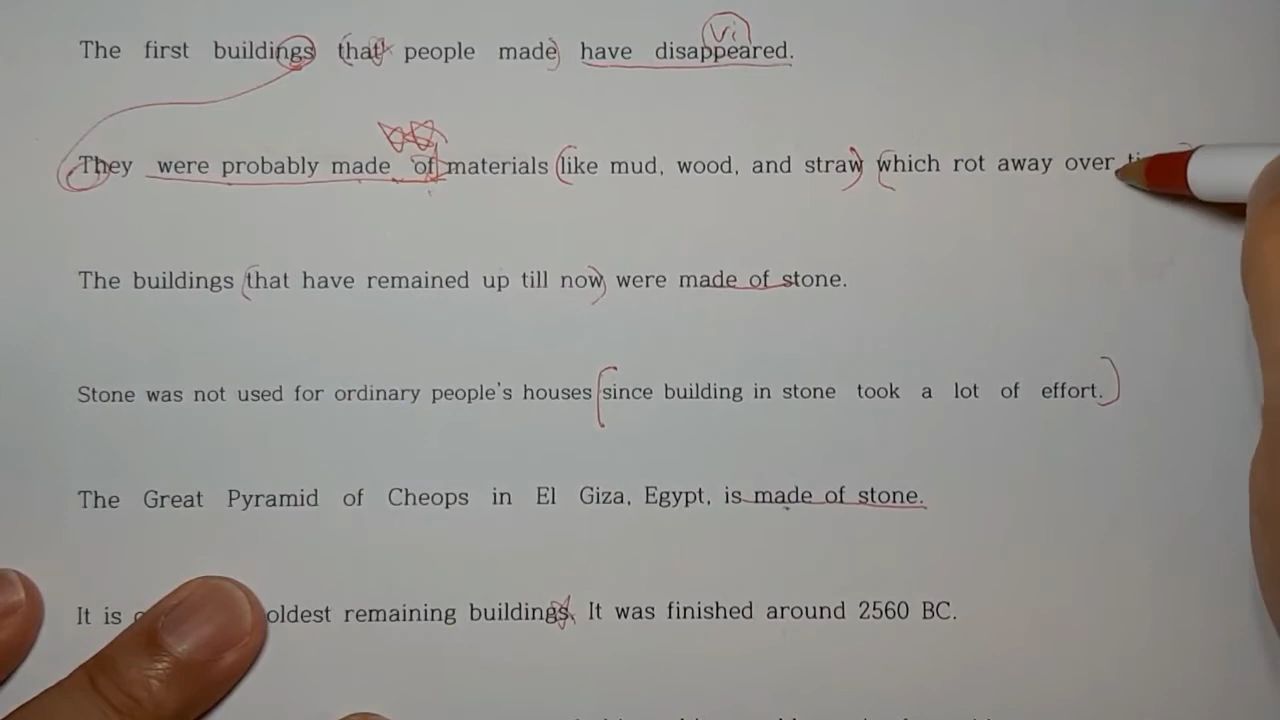 The first buildings that people made have disappeared.
Vi
They were probably made of materials like mud, wood, and straw which rot away over
The buildings that have remained up till now were made of stone.
Stone was not used for ordinary people's houses since building in stone took a lot of effort.
The Great Pyramid of Cheops in El Giza, Egypt, is made of stone.
It is oldest remaining buildings. It was finished around 2560 BC.